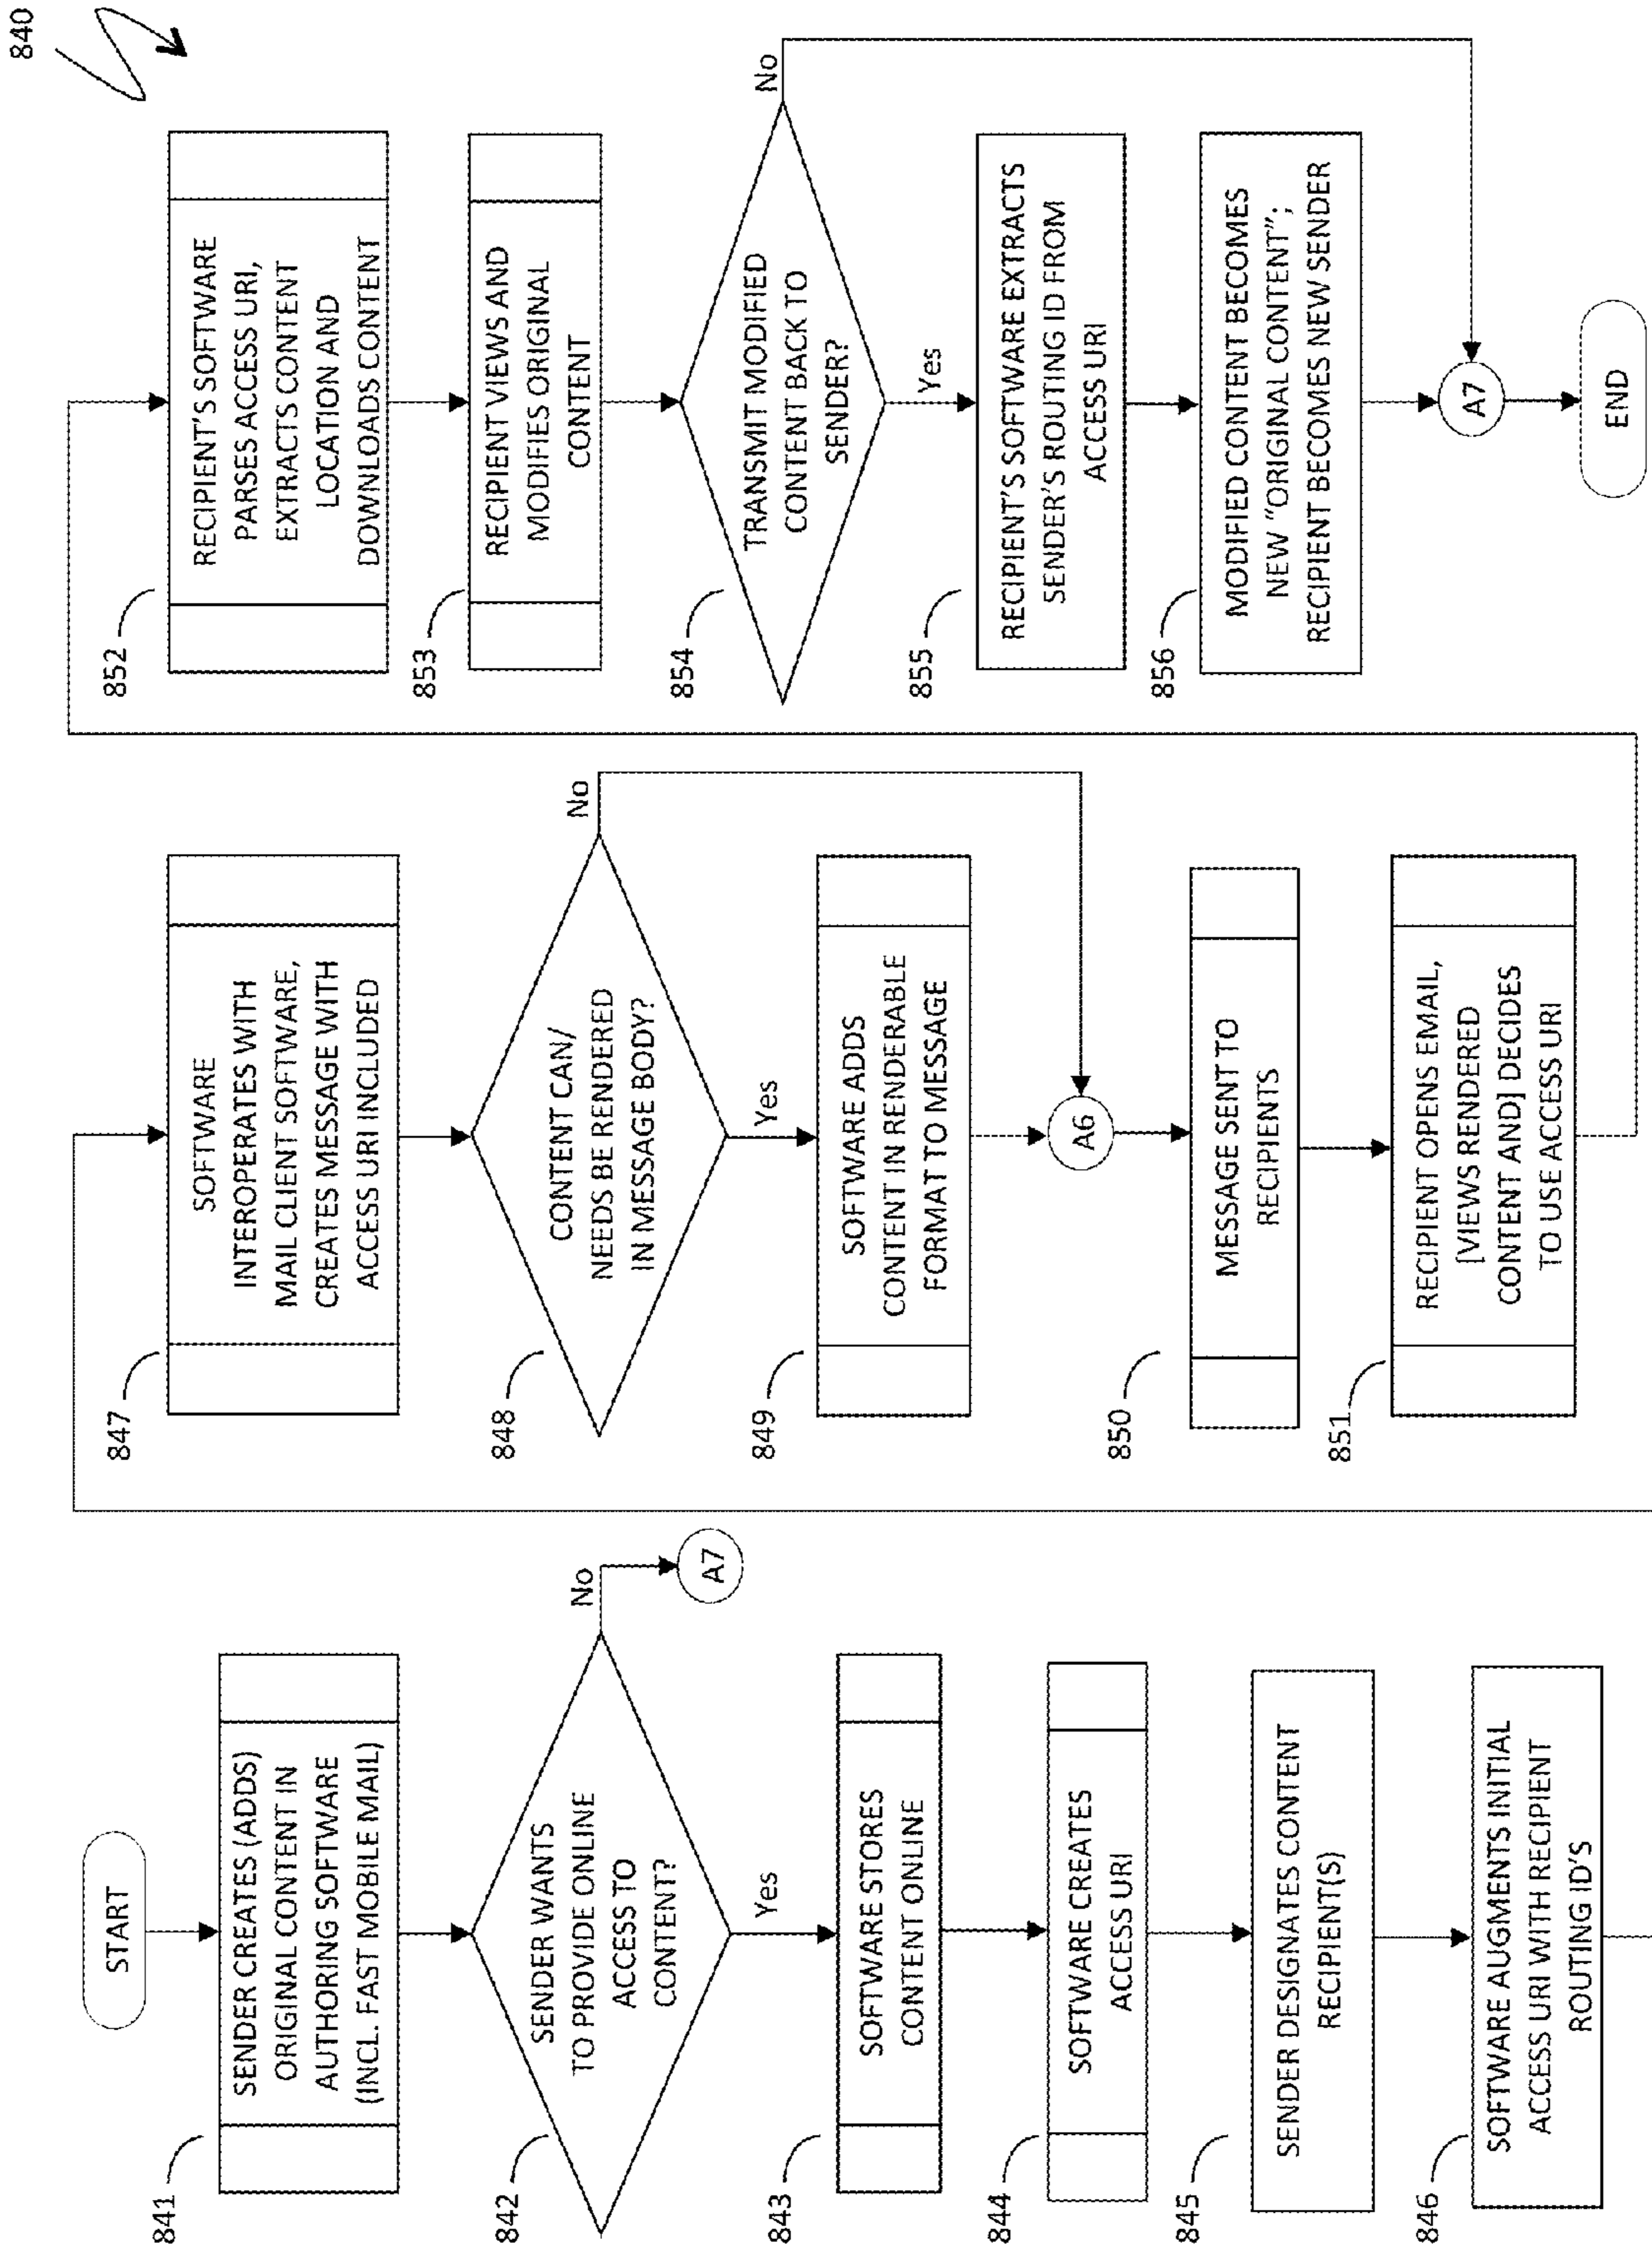 840
START
841
SENDER CREATES (ADDS)
ORIGINAL CONTENT IN
AUTHORING SOFTWARE
(INCL. FAST MOBILE MAIL)
842
SENDER WANTS
TO PROVIDE ONLINE
ACCESS TO
CONTENT?
No
A7
Yes
843
SOFTWARE STORES
CONTENT ONLINE
844
SOFTWARE CREATES
ACCESS URI
845
SENDER DESIGNATES CONTENT
RECIPIENT(S)
846
SOFTWARE AUGMENTS INITIAL
ACCESS URI WITH RECIPIENT
ROUTING ID'S
847
SOFTWARE
INTEROPERATES WITH
MAIL CLIENT SOFTWARE,
CREATES MESSAGE WITH
ACCESS URI INCLUDED
848
CONTENT CAN/
NEEDS BE RENDERED
IN MESSAGE BODY?
No
Yes
849
SOFTWARE ADDS
CONTENT IN RENDERABLE
FORMAT TO MESSAGE
A6
850
MESSAGE SENT TO
RECIPIENTS
851
RECIPIENT OPENS EMAIL,
[VIEWS RENDERED
CONTENT AND] DECIDES
TO USE ACCESS URI
852
RECIPIENT'S SOFTWARE
PARSES ACCESS URI,
EXTRACTS CONTENT
LOCATION AND
DOWNLOADS CONTENT
853
RECIPIENT VIEWS AND
MODIFIES ORIGINAL
CONTENT
854
TRANSMIT MODIFIED
CONTENT BACK TO
SENDER?
No
Yes
855
RECIPIENT'S SOFTWARE EXTRACTS
SENDER'S ROUTING ID FROM
ACCESS URI
856
MODIFIED CONTENT BECOMES
NEW “ORIGINAL CONTENT”;
RECIPIENT BECOMES NEW SENDER
A7
END